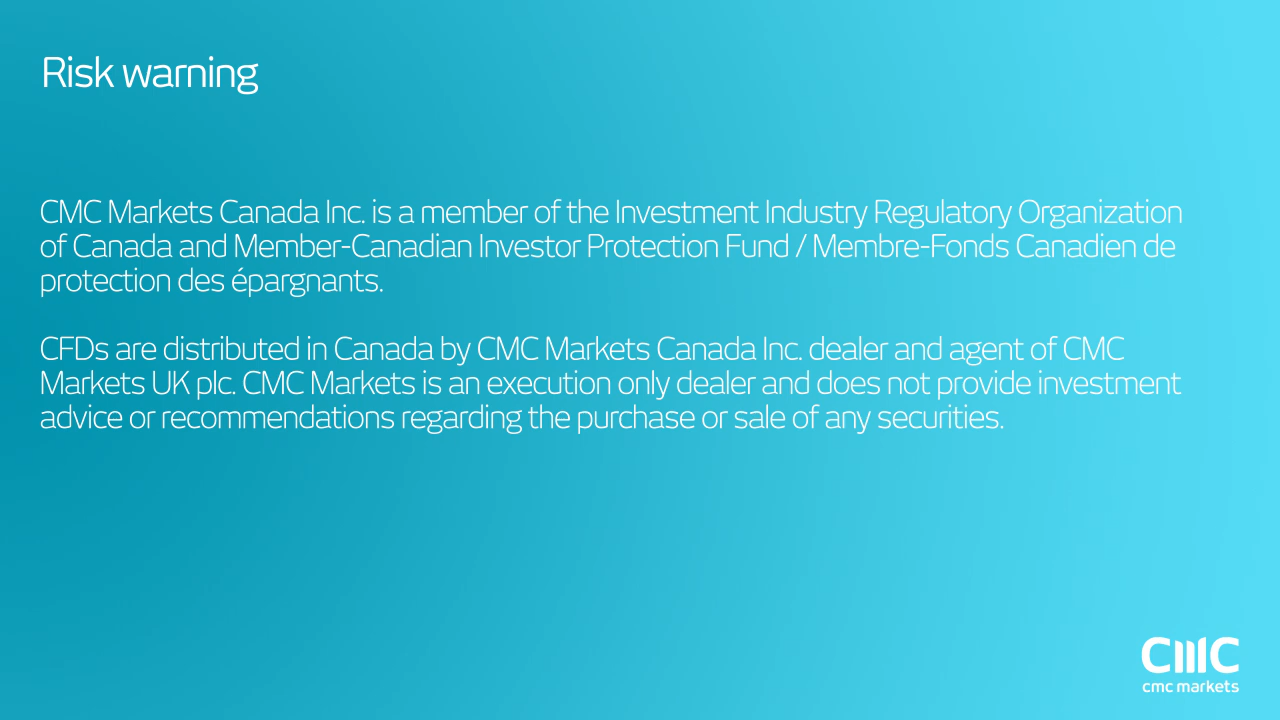 Risk warning
CMC Markets Canada Inc. is a member of the Investment Industry Regulatory Organization
of Canada and Member-Canadian Investor Protection Fund / Membre-Fonds Canadien de
protection des épargnants.
CFDs are distributed in Canada by CMC Markets Canada Inc. dealer and agent of CMC
Markets UK plc. CMC Markets is an execution only dealer and does not provide investment
advice or recommendations regarding the purchase or sale of any securities.
CMC
cmc markets